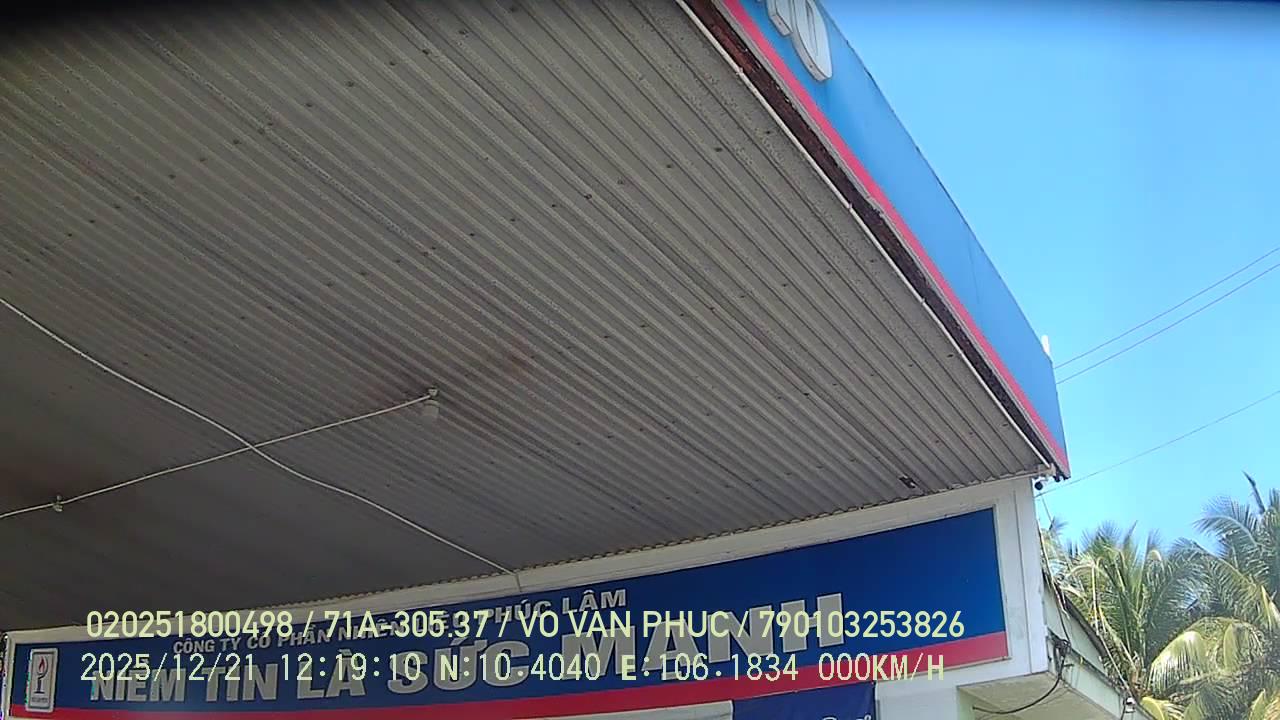 CÔNG TY CỔ PHẦN PHÚC LÂM
NIỀM TIN LÀ SỨC MẠNH
020251800498 / 71A-305.37 / VO VAN PHUC / 790103253826
2025/12/21 12:19:10 N:10.4040 E:106.1834 000KM/H